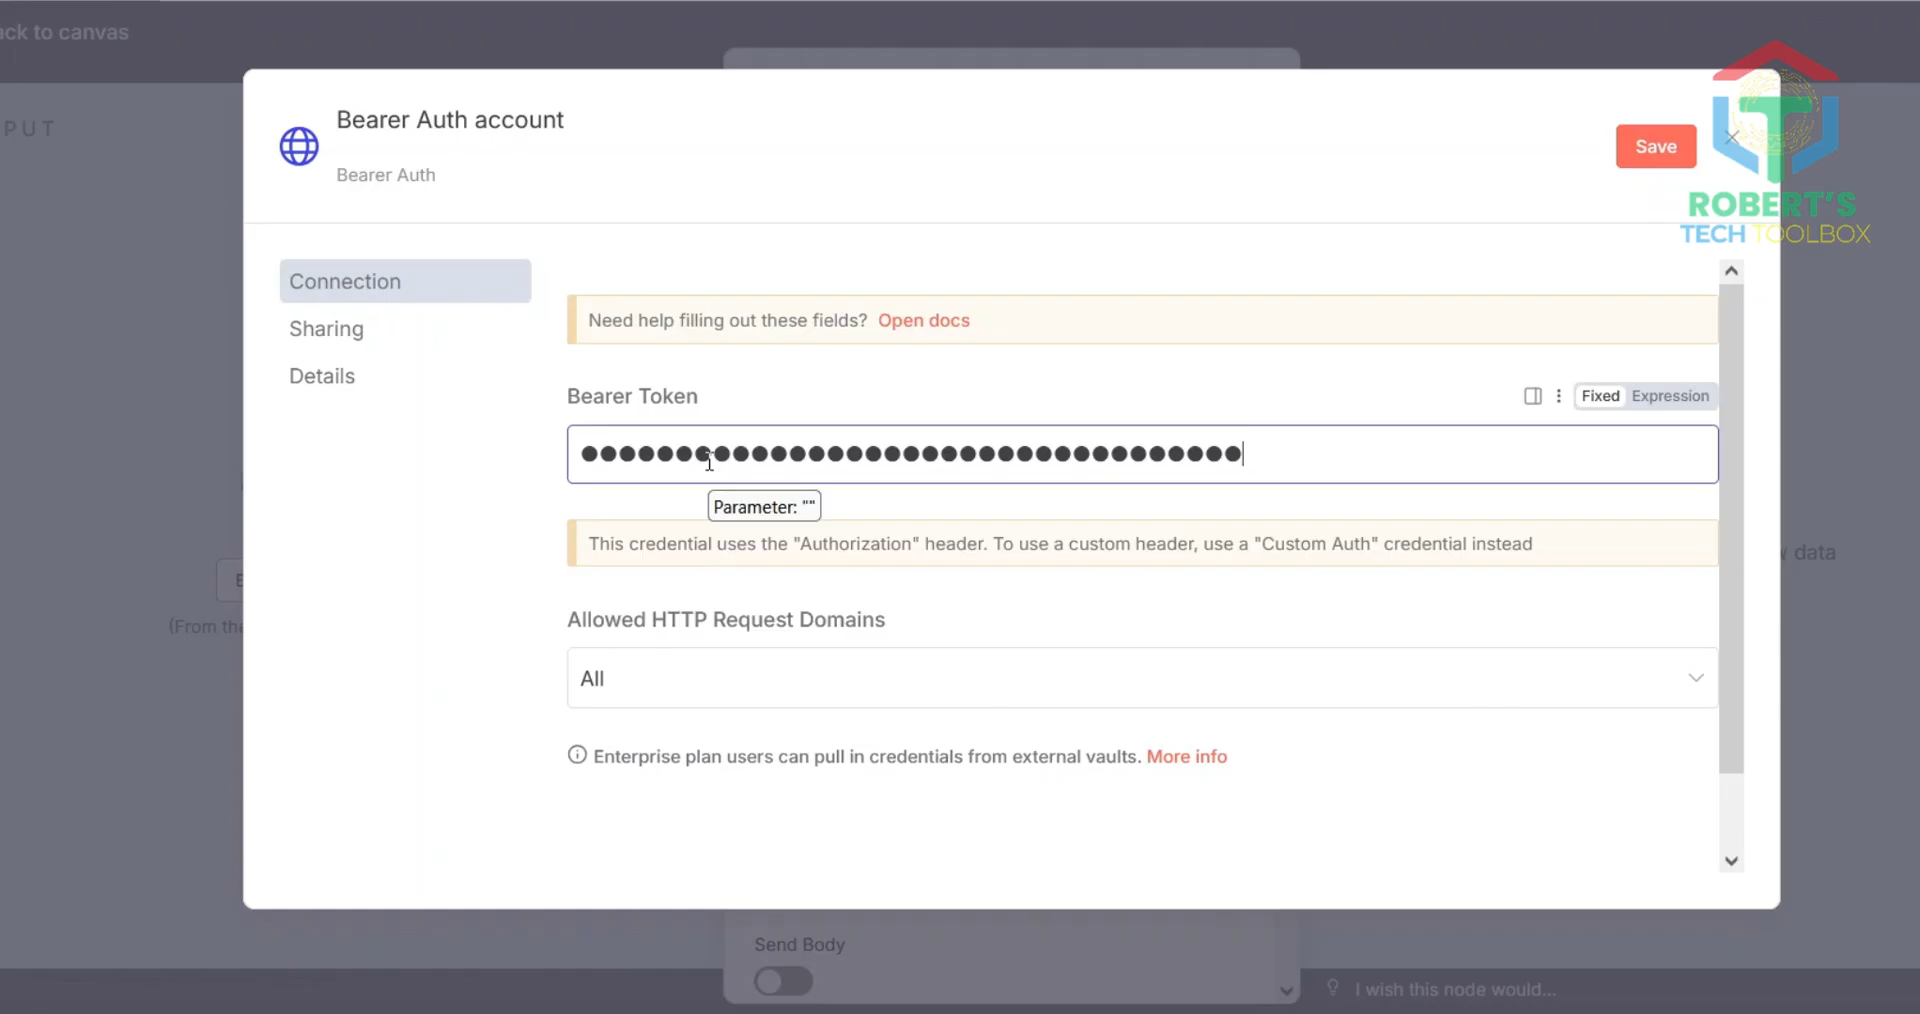 ack to canvas
PUT
Bearer Auth account
Bearer Auth
Save
ROBERT'S
TECH TOOLBOX
Connection
Sharing
Details
Need help filling out these fields? Open docs
Bearer Token
Fixed Expression
●●●●●●●●●●●●●●●●●●●●●●●●●●●●●●●●●●●
Parameter: ""
This credential uses the "Authorization" header. To use a custom header, use a "Custom Auth" credential instead
Allowed HTTP Request Domains
All
Enterprise plan users can pull in credentials from external vaults. More info
(From the
data
Send Body
I wish this node would...